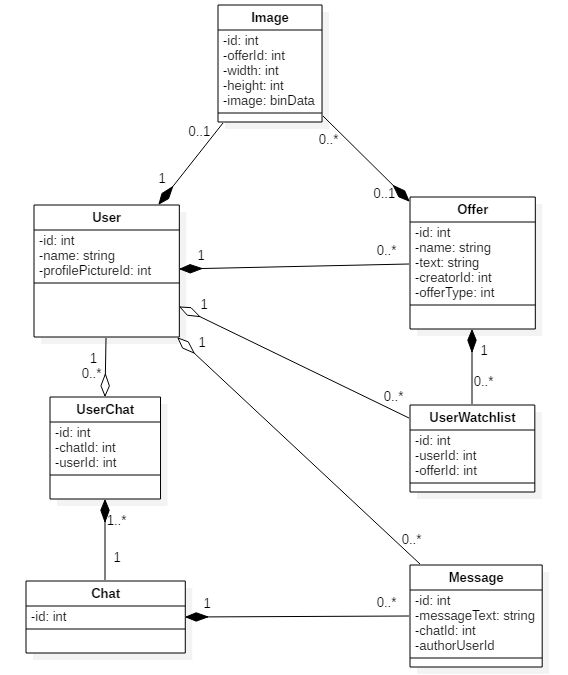 Image
-id: int
-offerId: int
-width: int
-height: int
-image: binData
0..1
0..*
1
0..1
User
-id: int
-name: string
-profilePictureId: int
Offer
-id: int
-name: string
-text: string
-creatorId: int
-offerType: int
1
0..*
1
1
1
0..*
1
0..*
0..*
UserChat
-id: int
-chatId: int
-userId: int
UserWatchlist
-id: int
-userId: int
-offerId: int
1..*
1
0..*
Chat
-id: int
1
0..*
Message
-id: int
-messageText: string
-chatId: int
-authorUserId